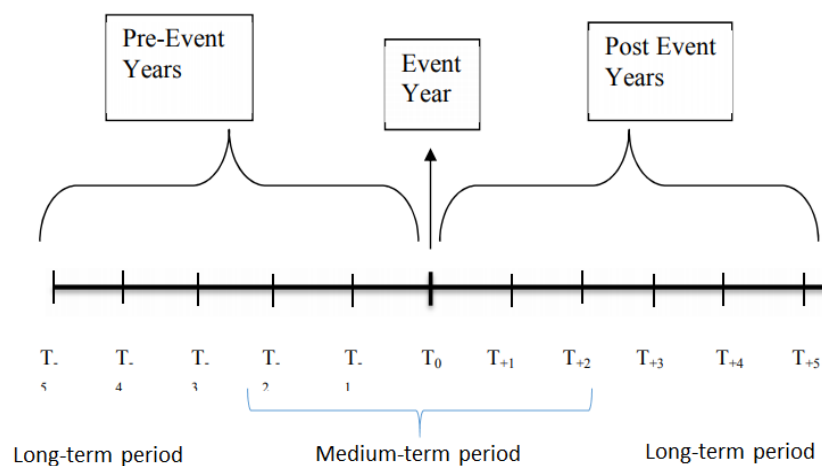 Pre-Event
Years
Event
Year
Post Event
Years
T-5 T-4 T-3 T-2 T-1 T0 T+1 T+2 T+3 T+4 T+5
Long-term period Medium-term period Long-term period